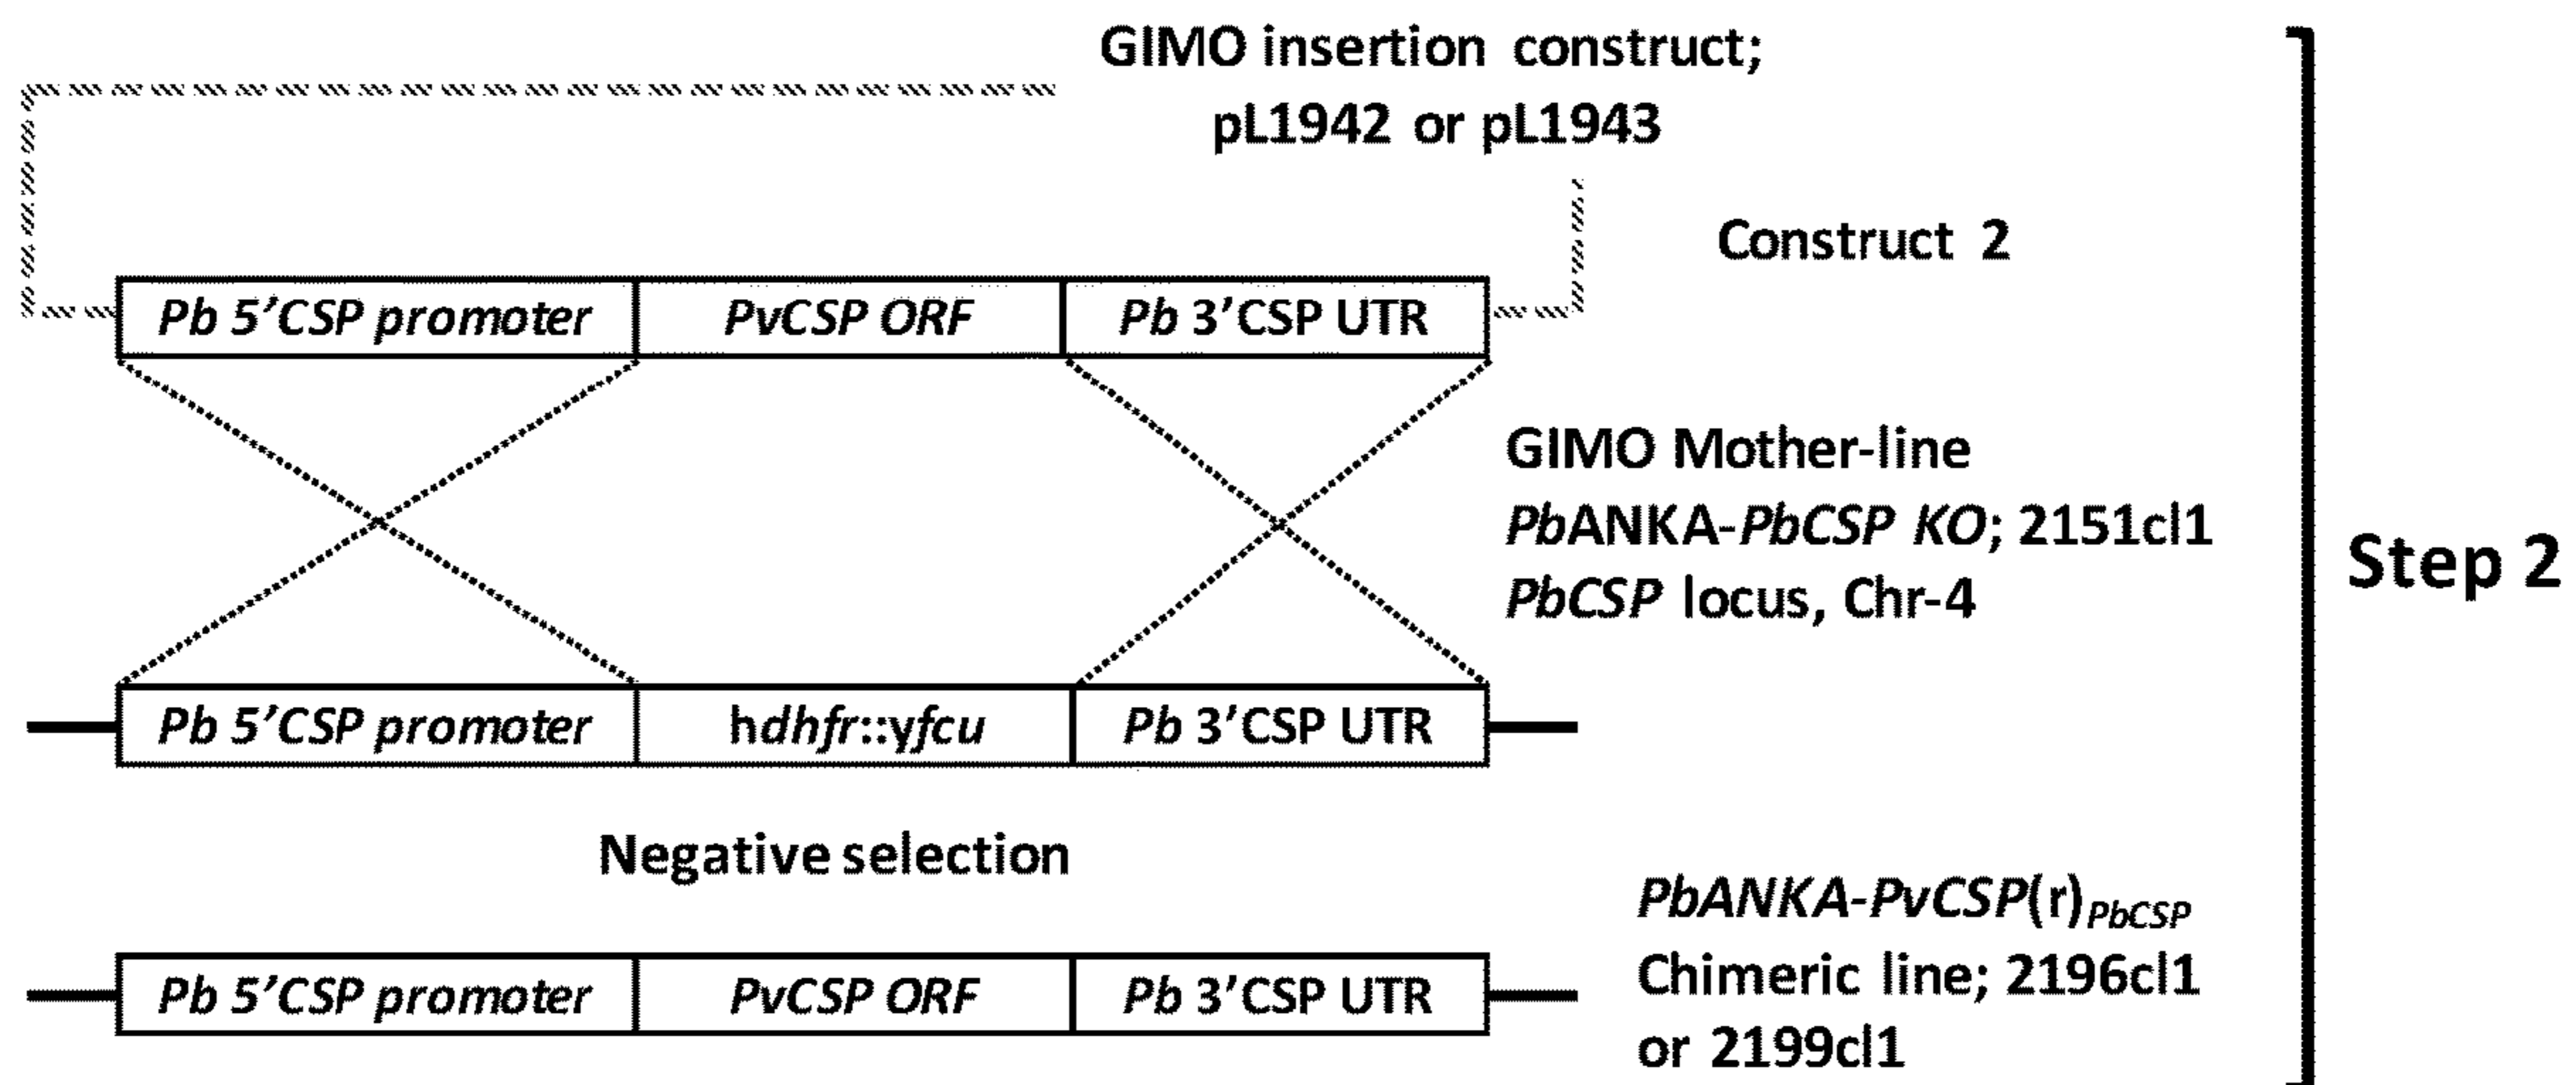 GIMO insertion construct;
pL1942 or pL1943
Construct 2
Pb 5'CSP promoter
PvCSP ORF
Pb 3'CSP UTR
GIMO Mother-line
PbANKA-PbCSP KO; 2151cl1
PbCSP locus, Chr-4
Step 2
Pb 5'CSP promoter
hdhfr::yfcu
Pb 3'CSP UTR
Negative selection
PbANKA-PvCSP(r)PbCSP
Chimeric line; 2196cl1
or 2199cl1
Pb 5'CSP promoter
PvCSP ORF
Pb 3'CSP UTR